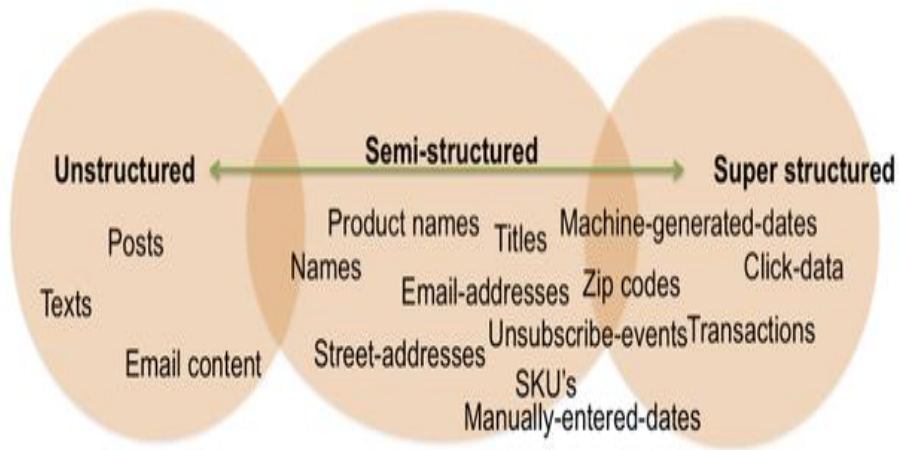 Semi-structured
Unstructured
Super structured
Product names
Titles
Machine-generated-dates
Posts
Names
Click-data
Email-addresses
Zip codes
Texts
Unsubscribe-events
Transactions
Street-addresses
Email content
SKU's
Manually-entered-dates